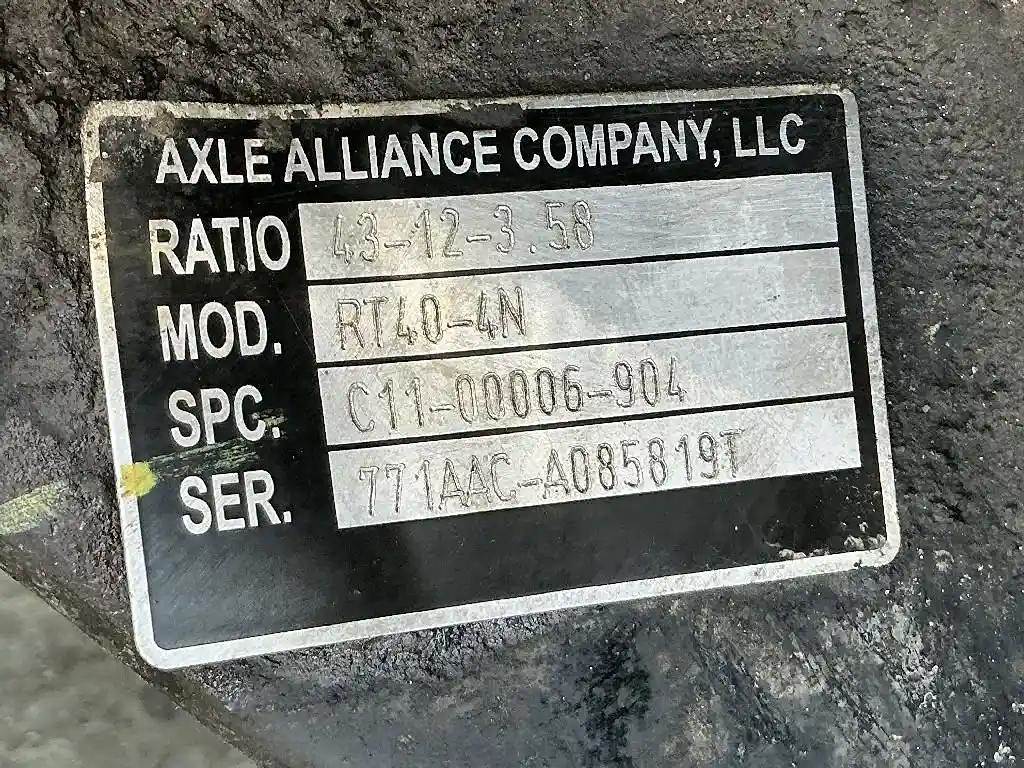 AXLE ALLIANCE COMPANY, LLC
RATIO 43-12-3.58
MOD. RT40-4N
SPC. C11-00006-904
SER. 771AAC-A085819T